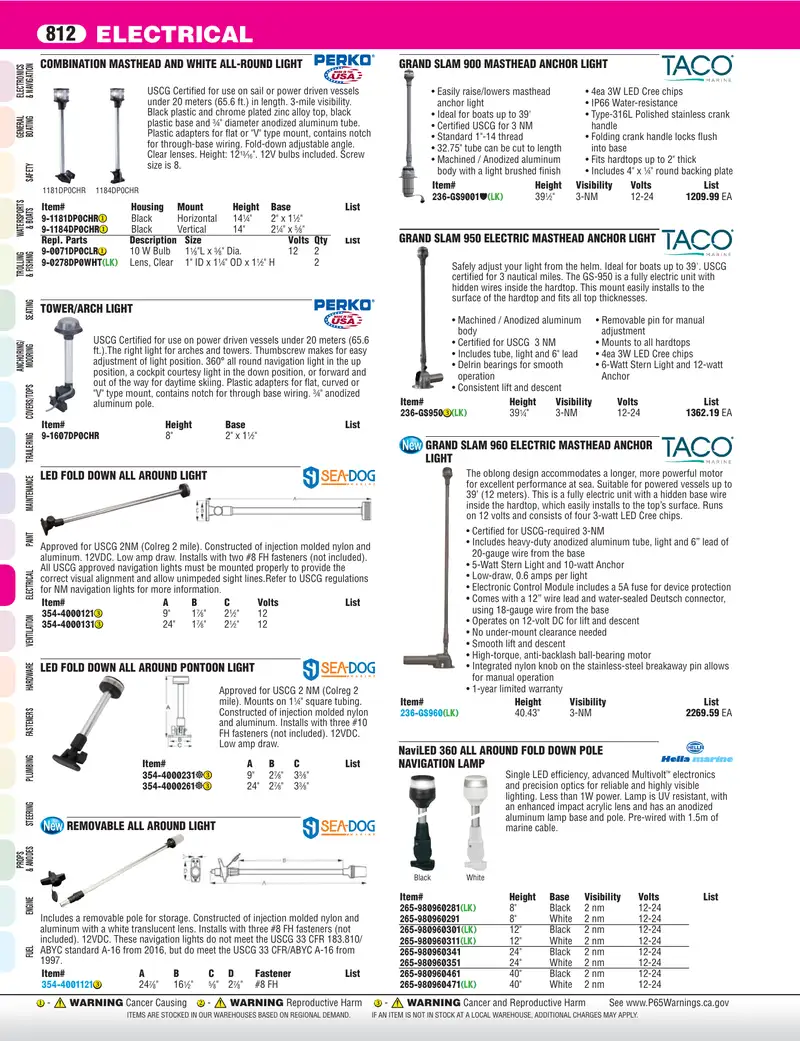 812 ELECTRICAL
ELECTRONICS & NAVIGATION
GENERAL BOATING
SAFETY
WATERSPORTS & BOATS
TROLLING & FISHING
SEATING
ANCHORING/ MOORING
COVERS/TOPS
TRAILERING
MAINTENANCE
PAINT
ELECTRICAL
VENTILATION
HARDWARE
FASTENERS
PLUMBING
STEERING
PROPS & ANODES
ENGINE
FUEL
COMBINATION MASTHEAD AND WHITE ALL-ROUND LIGHT
PERKO
MADE IN USA
USCG Certified for use on sail or power driven vessels
under 20 meters (65.6 ft.) in length. 3-mile visibility.
Black plastic and chrome plated zinc alloy top, black
plastic base and ¾" diameter anodized aluminum tube.
Plastic adapters for flat or "V" type mount, contains notch
for through-base wiring. Fold-down adjustable angle.
Clear lenses. Height: 12¹³⁄₁₆". 12V bulbs included. Screw
size is 8.
1181DP0CHR 1184DP0CHR
Item# Housing Mount Height Base List
9-1181DP0CHR③ Black Horizontal 14¼" 2" x 1½"
9-1184DP0CHR③ Black Vertical 14" 2¼" x ⅝"
Repl. Parts Description Size Volts Qty List
9-0071DP0CLR③ 10 W Bulb 1⅛"L x ⅝" Dia. 12 2
9-0278DP0WHT(LK) Lens, Clear 1" ID x 1¼" OD x 1½" H 2
TOWER/ARCH LIGHT
PERKO
MADE IN USA
USCG Certified for use on power driven vessels under 20 meters (65.6
ft.).The right light for arches and towers. Thumbscrew makes for easy
adjustment of light position. 360º all round navigation light in the up
position, a cockpit courtesy light in the down position, or forward and
out of the way for daytime skiing. Plastic adapters for flat, curved or
"V" type mount, contains notch for through base wiring. ¾" anodized
aluminum pole.
Item# Height Base List
9-1607DP0CHR 8" 2" x 1½"
LED FOLD DOWN ALL AROUND LIGHT
SEA-DOG
MARINE
A
C
Approved for USCG 2NM (Colreg 2 mile). Constructed of injection molded nylon and
aluminum. 12VDC. Low amp draw. Installs with two #8 FH fasteners (not included).
All USCG approved navigation lights must be mounted properly to provide the
correct visual alignment and allow unimpeded sight lines.Refer to USCG regulations
for NM navigation lights for more information.
Item# A B C Volts List
354-4000121③ 9" 1⅞" 2½" 12
354-4000131③ 24" 1⅞" 2½" 12
LED FOLD DOWN ALL AROUND PONTOON LIGHT
SEA-DOG
MARINE
A
B
C
Approved for USCG 2 NM (Colreg 2
mile). Mounts on 1¼" square tubing.
Constructed of injection molded nylon
and aluminum. Installs with three #10
FH fasteners (not included). 12VDC.
Low amp draw.
Item# A B C List
354-4000231③ 9" 2⅞" 3⅜"
354-4000261③ 24" 2⅞" 3⅜"
New REMOVABLE ALL AROUND LIGHT
SEA-DOG
MARINE
B
A
Includes a removable pole for storage. Constructed of injection molded nylon and
aluminum with a white translucent lens. Installs with three #8 FH fasteners (not
included). 12VDC. These navigation lights do not meet the USCG 33 CFR 183.810/
ABYC standard A-16 from 2016, but do meet the USCG 33 CFR/ABYC A-16 from
1997.
Item# A B C D Fastener List
354-4001121③ 24⅞" 16½" ⅝" 2⅞" #8 FH
GRAND SLAM 900 MASTHEAD ANCHOR LIGHT
TACO
MARINE
• Easily raise/lowers masthead
anchor light
• Ideal for boats up to 39'
• Certified USCG for 3 NM
• Standard 1"-14 thread
• 32.75" tube can be cut to length
• Machined / Anodized aluminum
body with a light brushed finish
• 4ea 3W LED Cree chips
• IP66 Water-resistance
• Type-316L Polished stainless crank
handle
• Folding crank handle locks flush
into base
• Fits hardtops up to 2" thick
• Includes 4" x ¼" round backing plate
Item# Height Visibility Volts List
236-GS9001(LK) 39½" 3-NM 12-24 1209.99 EA
GRAND SLAM 950 ELECTRIC MASTHEAD ANCHOR LIGHT
TACO
MARINE
Safely adjust your light from the helm. Ideal for boats up to 39'. USCG
certified for 3 nautical miles. The GS-950 is a fully electric unit with
hidden wires inside the hardtop. This mount easily installs to the
surface of the hardtop and fits all top thicknesses.
• Machined / Anodized aluminum
body
• Certified for USCG 3 NM
• Includes tube, light and 6" lead
• Delrin bearings for smooth
operation
• Consistent lift and descent
• Removable pin for manual
adjustment
• Mounts to all hardtops
• 4ea 3W LED Cree chips
• 6-Watt Stern Light and 12-watt
Anchor
Item# Height Visibility Volts List
236-GS950③(LK) 39¼" 3-NM 12-24 1362.19 EA
New GRAND SLAM 960 ELECTRIC MASTHEAD ANCHOR
LIGHT
TACO
MARINE
The oblong design accommodates a longer, more powerful motor
for excellent performance at sea. Suitable for powered vessels up to
39' (12 meters). This is a fully electric unit with a hidden base wire
inside the hardtop, which easily installs to the top's surface. Runs
on 12 volts and consists of four 3-watt LED Cree chips.
• Certified for USCG-required 3-NM
• Includes heavy-duty anodized aluminum tube, light and 6" lead of
20-gauge wire from the base
• 5-Watt Stern Light and 10-watt Anchor
• Low-draw, 0.6 amps per light
• Electronic Control Module includes a 5A fuse for device protection
• Comes with a 12" wire lead and water-sealed Deutsch connector,
using 18-gauge wire from the base
• Operates on 12-volt DC for lift and descent
• No under-mount clearance needed
• Smooth lift and descent
• High-torque, anti-backlash ball-bearing motor
• Integrated nylon knob on the stainless-steel breakaway pin allows
for manual operation
• 1-year limited warranty
Item# Height Visibility List
236-GS960(LK) 40.43" 3-NM 2269.59 EA
NaviLED 360 ALL AROUND FOLD DOWN POLE
NAVIGATION LAMP
HELLA
Hella marine
Single LED efficiency, advanced Multivolt™ electronics
and precision optics for reliable and highly visible
lighting. Less than 1W power. Lamp is UV resistant, with
an enhanced impact acrylic lens and has an anodized
aluminum lamp base and pole. Pre-wired with 1.5m of
marine cable.
Black White
Item# Height Base Visibility Volts List
265-980960281(LK) 8" Black 2 nm 12-24
265-980960291 8" White 2 nm 12-24
265-980960301(LK) 12" Black 2 nm 12-24
265-980960311(LK) 12" White 2 nm 12-24
265-980960341 24" Black 2 nm 12-24
265-980960351 24" White 2 nm 12-24
265-980960461 40" Black 2 nm 12-24
265-980960471(LK) 40" White 2 nm 12-24
① - WARNING Cancer Causing ② - WARNING Reproductive Harm ③ - WARNING Cancer and Reproductive Harm See www.P65Warnings.ca.gov
ITEMS ARE STOCKED IN OUR WAREHOUSES BASED ON REGIONAL DEMAND. IF AN ITEM IS NOT IN STOCK AT A LOCAL WAREHOUSE, ADDITIONAL CHARGES MAY APPLY.